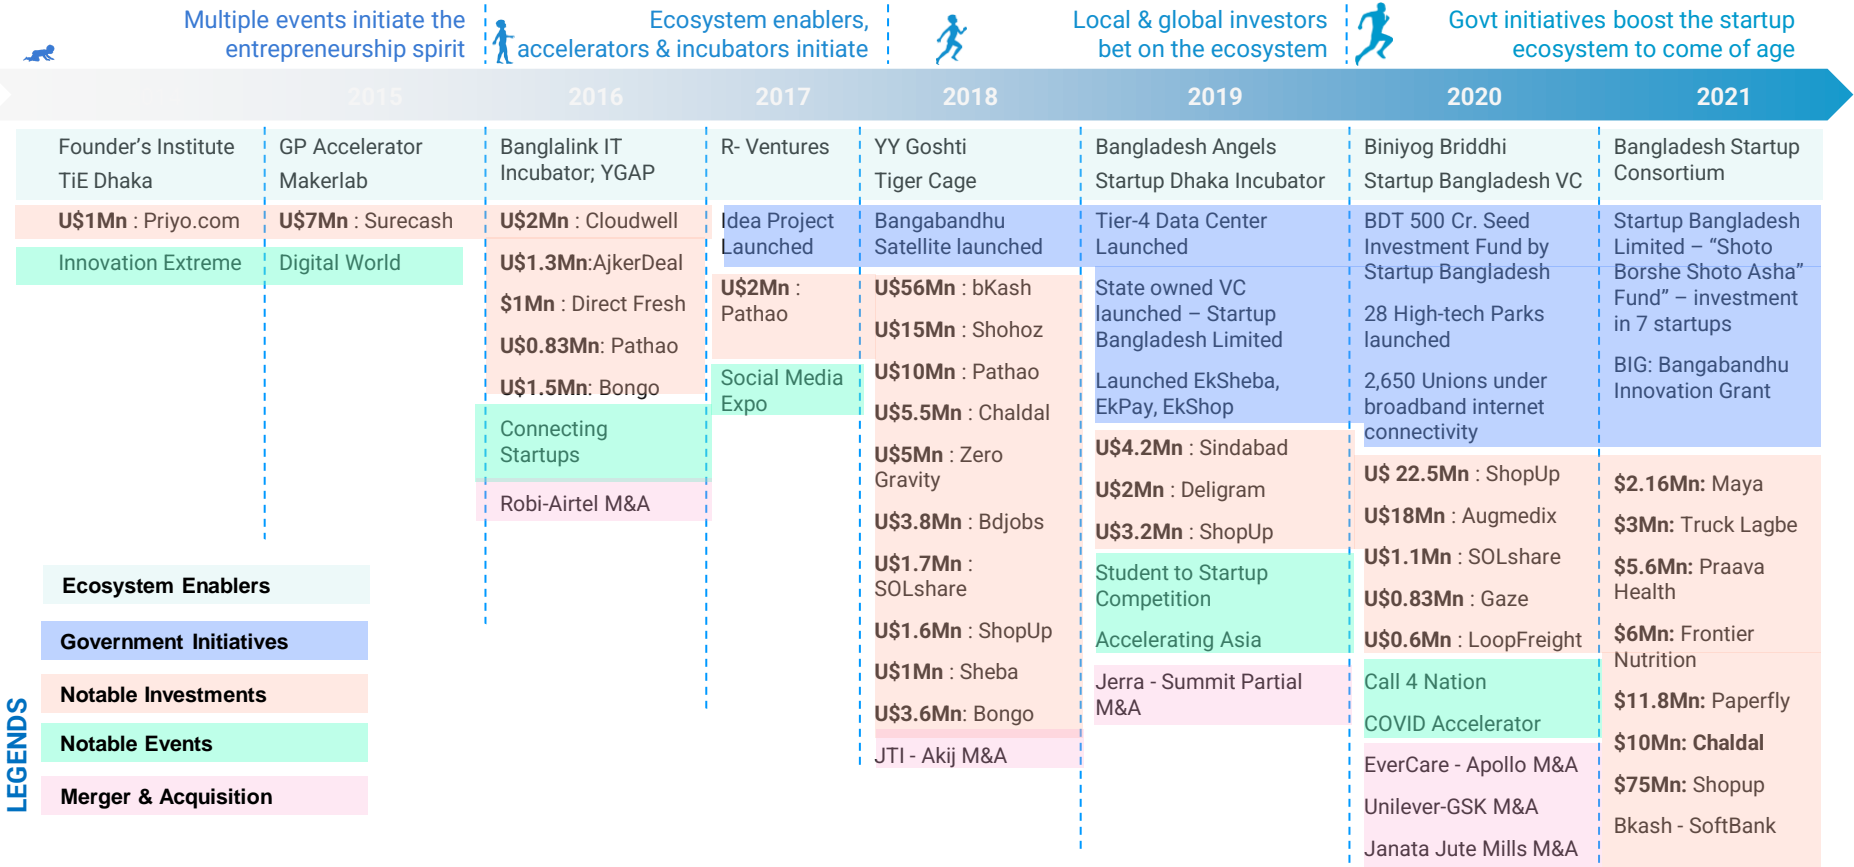 Multiple events initiate the
entrepreneurship spirit
Ecosystem enablers,
accelerators & incubators initiate
Local & global investors
bet on the ecosystem
Govt initiatives boost the startup
ecosystem to come of age
2015
2016
2017
2018
2019
2020
2021
Founder’s Institute
TiE Dhaka
U$1Mn : Priyo.com
Innovation Extreme
GP Accelerator
Makerlab
U$7Mn : Surecash
Digital World
Banglalink IT
Incubator; YGAP
U$2Mn : Cloudwell
U$1.3Mn:AjkerDeal
$1Mn : Direct Fresh
U$0.83Mn: Pathao
U$1.5Mn: Bongo
Connecting
Startups
Robi-Airtel M&A
R- Ventures
Idea Project
Launched
U$2Mn :
Pathao
Social Media
Expo
YY Goshti
Tiger Cage
Bangabandhu
Satellite launched
U$56Mn : bKash
U$15Mn : Shohoz
U$10Mn : Pathao
U$5.5Mn : Chaldal
U$5Mn : Zero
Gravity
U$3.8Mn : Bdjobs
U$1.7Mn :
SOLshare
U$1.6Mn : ShopUp
U$1Mn : Sheba
U$3.6Mn: Bongo
JTI - Akij M&A
Bangladesh Angels
Startup Dhaka Incubator
Tier-4 Data Center
Launched
State owned VC
launched – Startup
Bangladesh Limited
Launched EkSheba,
EkPay, EkShop
U$4.2Mn : Sindabad
U$2Mn : Deligram
U$3.2Mn : ShopUp
Student to Startup
Competition
Accelerating Asia
Jerra - Summit Partial
M&A
Biniyog Briddhi
Startup Bangladesh VC
BDT 500 Cr. Seed
Investment Fund by
Startup Bangladesh
28 High-tech Parks
launched
2,650 Unions under
broadband internet
connectivity
U$ 22.5Mn : ShopUp
U$18Mn : Augmedix
U$1.1Mn : SOLshare
U$0.83Mn : Gaze
U$0.6Mn : LoopFreight
Call 4 Nation
COVID Accelerator
EverCare - Apollo M&A
Unilever-GSK M&A
Janata Jute Mills M&A
Bangladesh Startup
Consortium
Startup Bangladesh
Limited – “Shoto
Borshe Shoto Asha”
Fund” – investment
in 7 startups
BIG: Bangabandhu
Innovation Grant
$2.16Mn: Maya
$3Mn: Truck Lagbe
$5.6Mn: Praava
Health
$6Mn: Frontier
Nutrition
$11.8Mn: Paperfly
$10Mn: Chaldal
$75Mn: Shopup
Bkash - SoftBank
LEGENDS
Ecosystem Enablers
Government Initiatives
Notable Investments
Notable Events
Merger & Acquisition